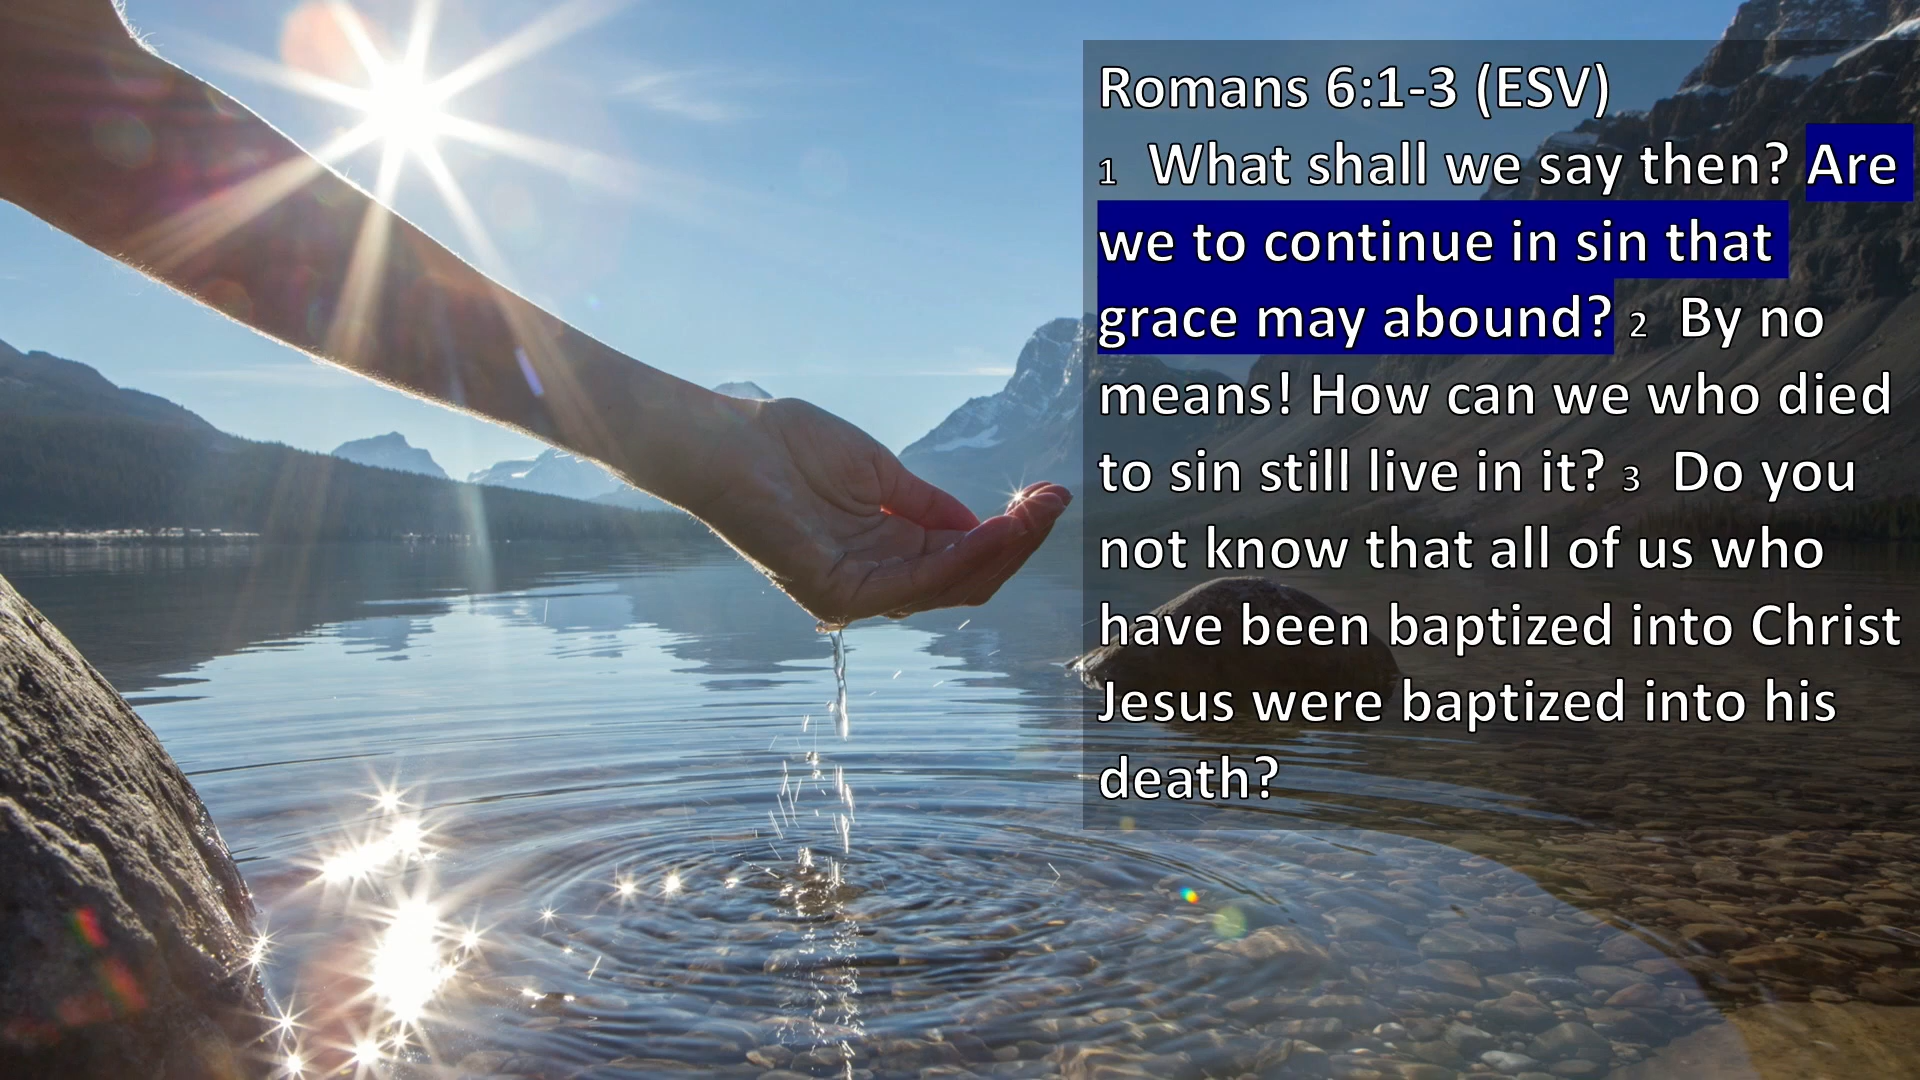 Romans 6:1-3 (ESV)
1 What shall we say then? Are
we to continue in sin that
grace may abound? 2 By no
means! How can we who died
to sin still live in it? 3 Do you
not know that all of us who
have been baptized into Christ
Jesus were baptized into his
death?